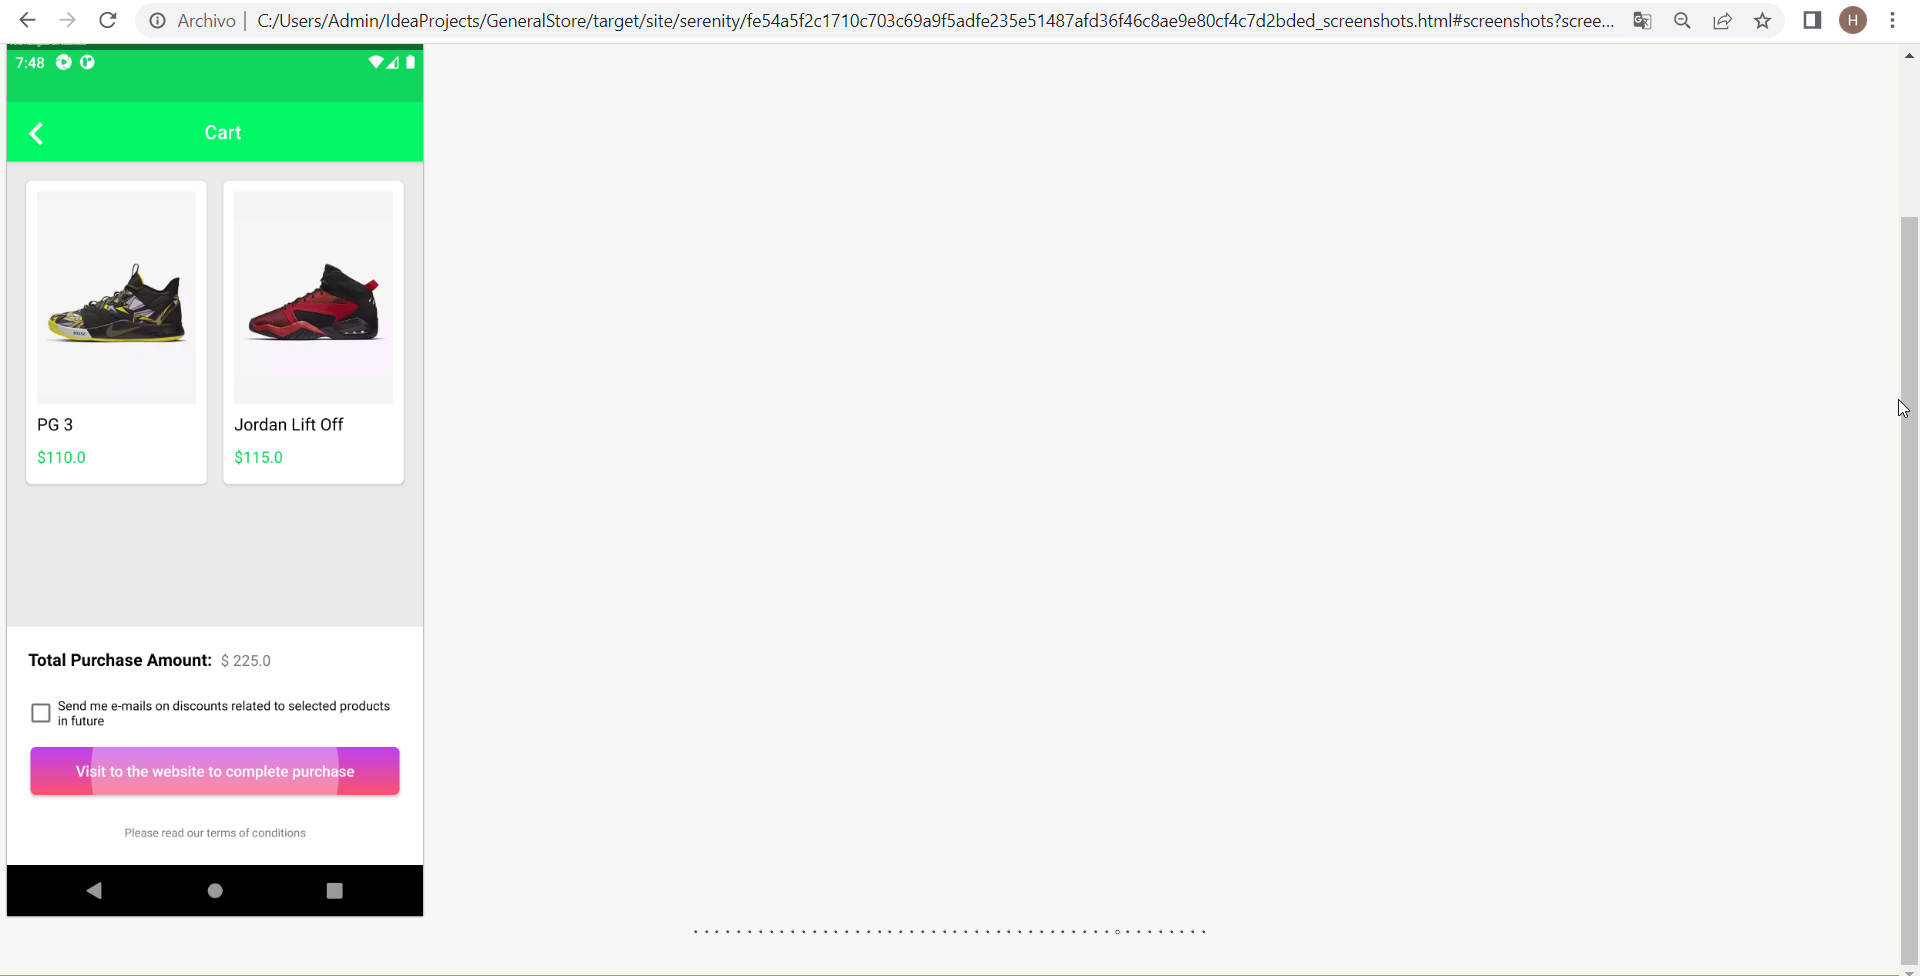 Archivo
C:/Users/Admin/IdeaProjects/GeneralStore/target/site/serenity/fe54a5f2c1710c703c69a9f5adfe235e51487afd36f46c8ae9e80cf4c7d2bded_screenshots.html#screenshots?scree...
H
7:48
Cart
PG 3
Jordan Lift Off
$110.0
$115.0
Total Purchase Amount: $ 225.0
Send me e-mails on discounts related to selected products
in future
Visit to the website to complete purchase
Please read our terms of conditions